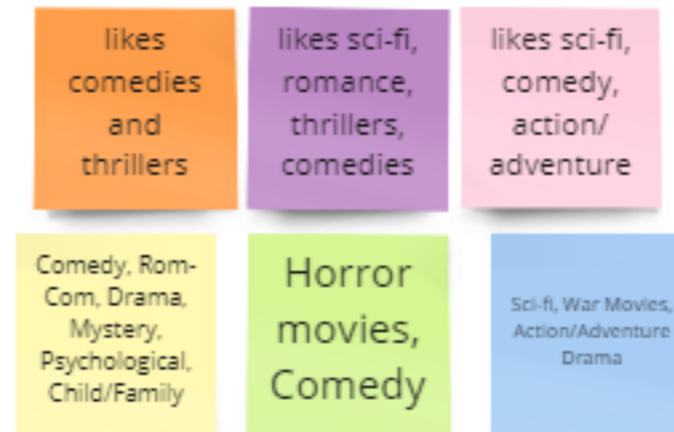 likes
comedies
and
thrillers
likes sci-fi,
romance,
thrillers,
comedies
likes sci-fi,
comedy,
action/
adventure
Comedy, Rom-
Com, Drama,
Mystery,
Psychological,
Child/Family
Horror
movies,
Comedy
Sci-fi, War Movies,
Action/Adventure
Drama